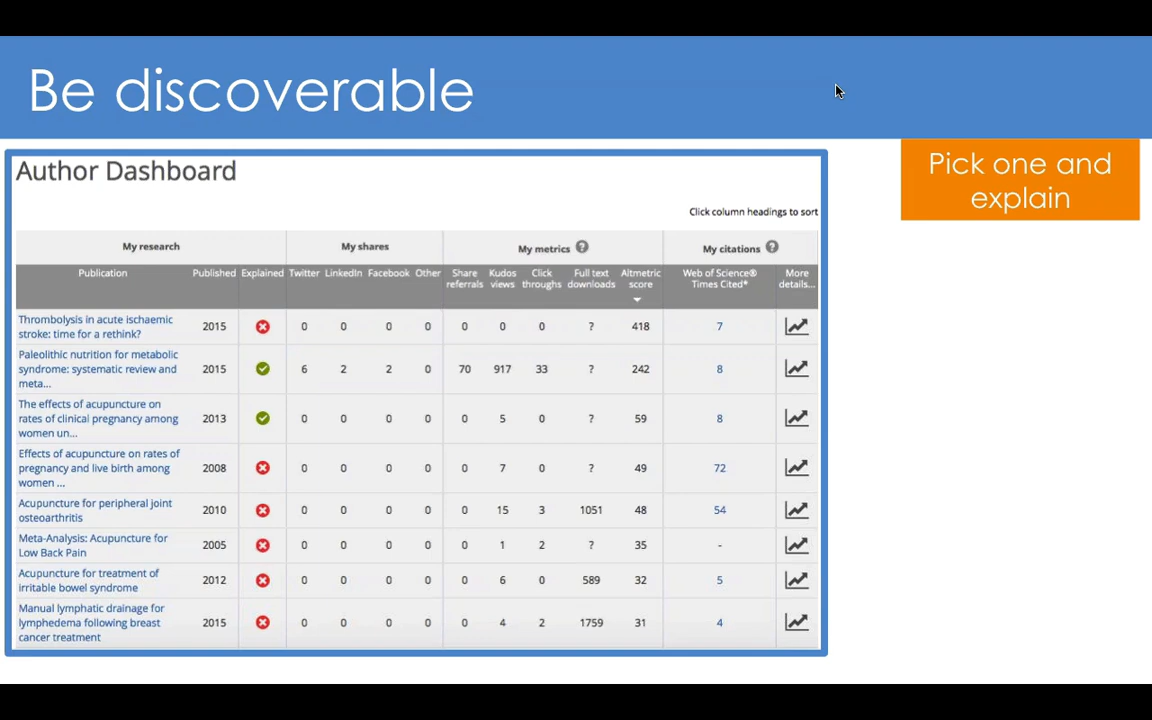 Be discoverable
Pick one and
explain
Author Dashboard
Click column headings to sort
My research My shares My metrics ? My citations ?
Publication Published Explained Twitter LinkedIn Facebook Other Share referrals Kudos views Click throughs Full text downloads Altmetric score Web of Science® Times Cited* More details...
Thrombolysis in acute ischaemic
stroke: time for a rethink? 2015 0 0 0 0 0 0 0 ? 418 7
Paleolithic nutrition for metabolic
syndrome: systematic review and
meta... 2015 6 2 2 0 70 917 33 ? 242 8
The effects of acupuncture on
rates of clinical pregnancy among
women un... 2013 0 0 0 0 0 5 0 ? 59 8
Effects of acupuncture on rates of
pregnancy and live birth among
women ... 2008 0 0 0 0 0 7 0 ? 49 72
Acupuncture for peripheral joint
osteoarthritis 2010 0 0 0 0 0 15 3 1051 48 54
Meta-Analysis: Acupuncture for
Low Back Pain 2005 0 0 0 0 0 1 2 ? 35 -
Acupuncture for treatment of
irritable bowel syndrome 2012 0 0 0 0 0 6 0 589 32 5
Manual lymphatic drainage for
lymphedema following breast
cancer treatment 2015 0 0 0 0 0 4 2 1759 31 4